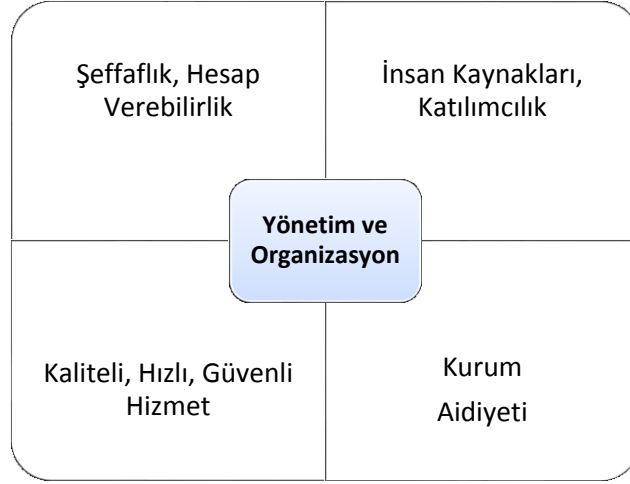 Şeffaflık, Hesap
Verebilirlik
İnsan Kaynakları,
Katılımcılık
Yönetim ve
Organizasyon
Kaliteli, Hızlı, Güvenli
Hizmet
Kurum
Aidiyeti